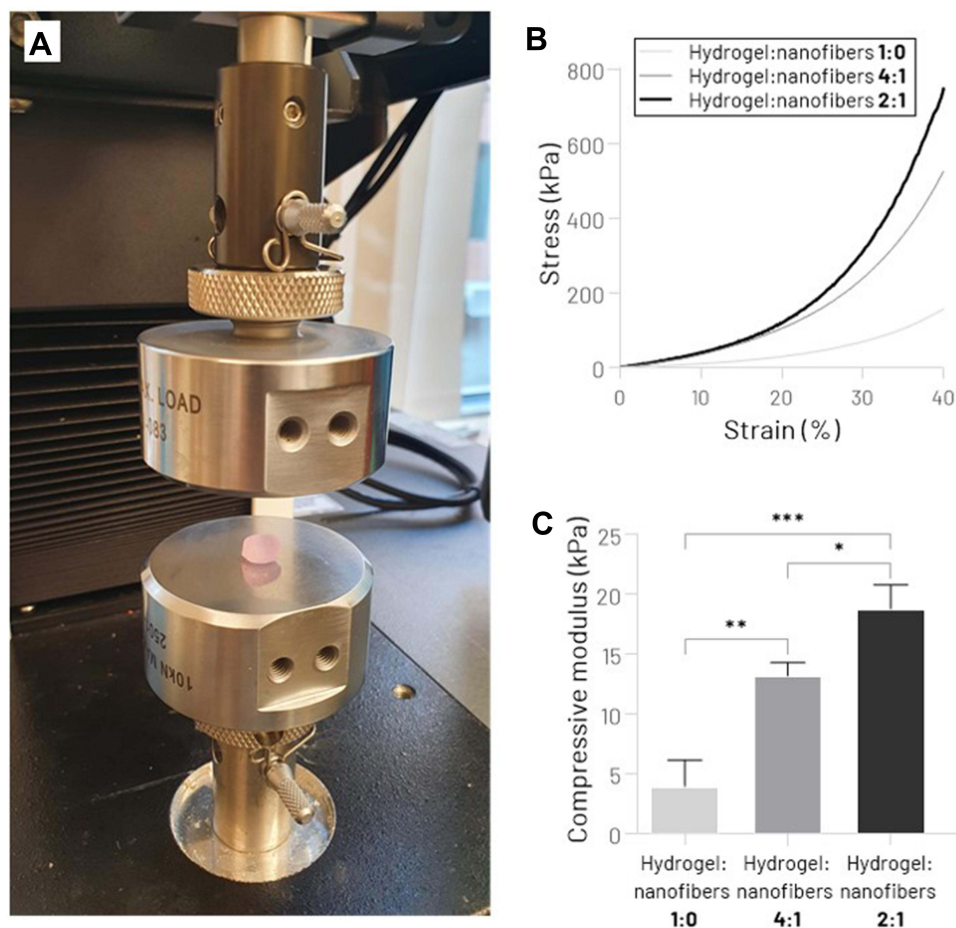 A
X. LOAD
10kN
B
Hydrogel:nanofibers 1:0
Hydrogel:nanofibers 4:1
Hydrogel:nanofibers 2:1
Stress (kPa)
800
600
400
200
0
0 10 20 30 40
Strain (%)
C
Compressive modulus (kPa)
25
20
15
10
5
0
***
*
**
Hydrogel: Hydrogel: Hydrogel:
nanofibers nanofibers nanofibers
1:0 4:1 2:1